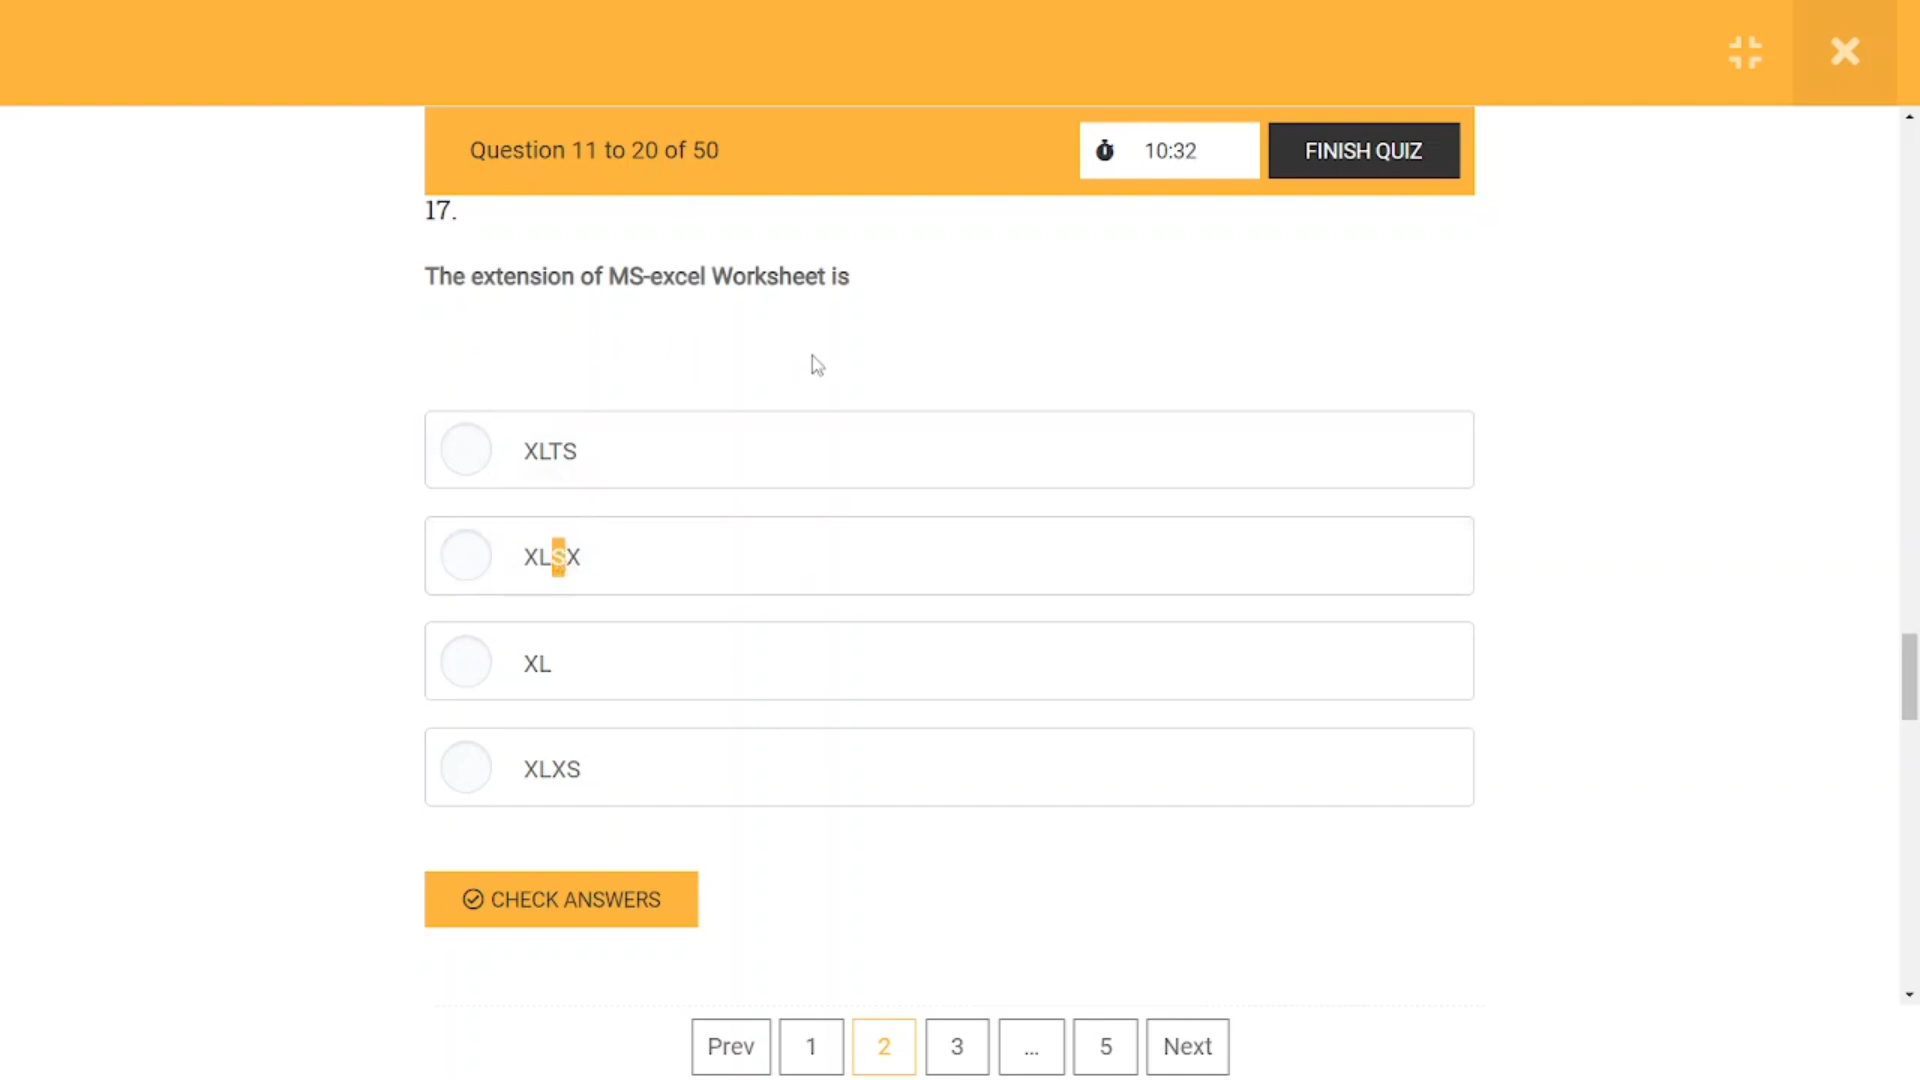 Question 11 to 20 of 50
10:32
FINISH QUIZ
17.
The extension of MS-excel Worksheet is
XLTS
XLSX
XL
XLXS
CHECK ANSWERS
Prev 1 2 3 ... 5 Next